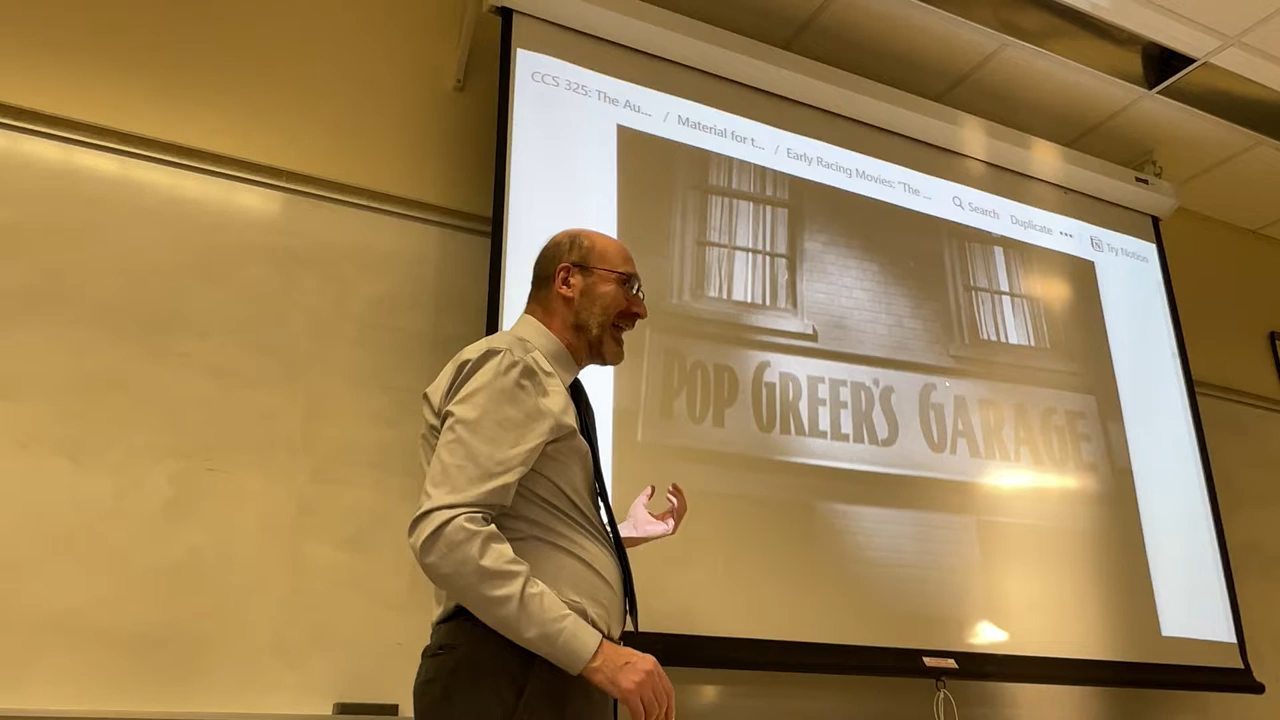 CCS 325: The Au... / Material for t... / Early Racing Movies: "The ... Search Duplicate ••• Try Notion
POP GREER'S GARAGE